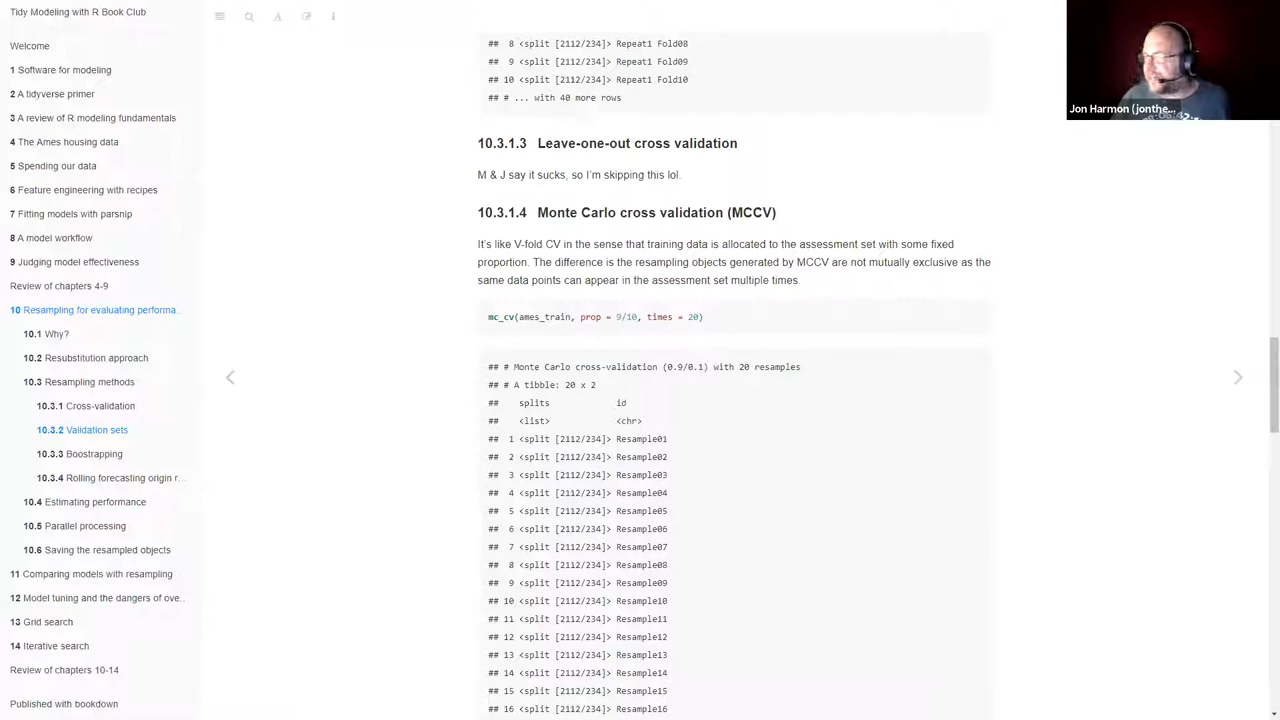 Tidy Modeling with R Book Club
Welcome
1 Software for modeling
2 A tidyverse primer
3 A review of R modeling fundamentals
4 The Ames housing data
5 Spending our data
6 Feature engineering with recipes
7 Fitting models with parsnip
8 A model workflow
9 Judging model effectiveness
Review of chapters 4-9
10 Resampling for evaluating performa...
10.1 Why?
10.2 Resubstitution approach
10.3 Resampling methods
10.3.1 Cross-validation
10.3.2 Validation sets
10.3.3 Boostrapping
10.3.4 Rolling forecasting origin r...
10.4 Estimating performance
10.5 Parallel processing
10.6 Saving the resampled objects
11 Comparing models with resampling
12 Model tuning and the dangers of ove...
13 Grid search
14 Iterative search
Review of chapters 10-14
Published with bookdown
## 8 <split [2112/234]> Repeat1 Fold08
## 9 <split [2112/234]> Repeat1 Fold09
## 10 <split [2112/234]> Repeat1 Fold10
## # ... with 40 more rows
10.3.1.3 Leave-one-out cross validation
M & J say it sucks, so I'm skipping this lol.
10.3.1.4 Monte Carlo cross validation (MCCV)
It's like V-fold CV in the sense that training data is allocated to the assessment set with some fixed
proportion. The difference is the resampling objects generated by MCCV are not mutually exclusive as the
same data points can appear in the assessment set multiple times.
mc_cv(ames_train, prop = 9/10, times = 20)
## # Monte Carlo cross-validation (0.9/0.1) with 20 resamples
## # A tibble: 20 x 2
## splits id
## <list> <chr>
## 1 <split [2112/234]> Resample01
## 2 <split [2112/234]> Resample02
## 3 <split [2112/234]> Resample03
## 4 <split [2112/234]> Resample04
## 5 <split [2112/234]> Resample05
## 6 <split [2112/234]> Resample06
## 7 <split [2112/234]> Resample07
## 8 <split [2112/234]> Resample08
## 9 <split [2112/234]> Resample09
## 10 <split [2112/234]> Resample10
## 11 <split [2112/234]> Resample11
## 12 <split [2112/234]> Resample12
## 13 <split [2112/234]> Resample13
## 14 <split [2112/234]> Resample14
## 15 <split [2112/234]> Resample15
## 16 <split [2112/234]> Resample16
Jon Harmon (jonthe...